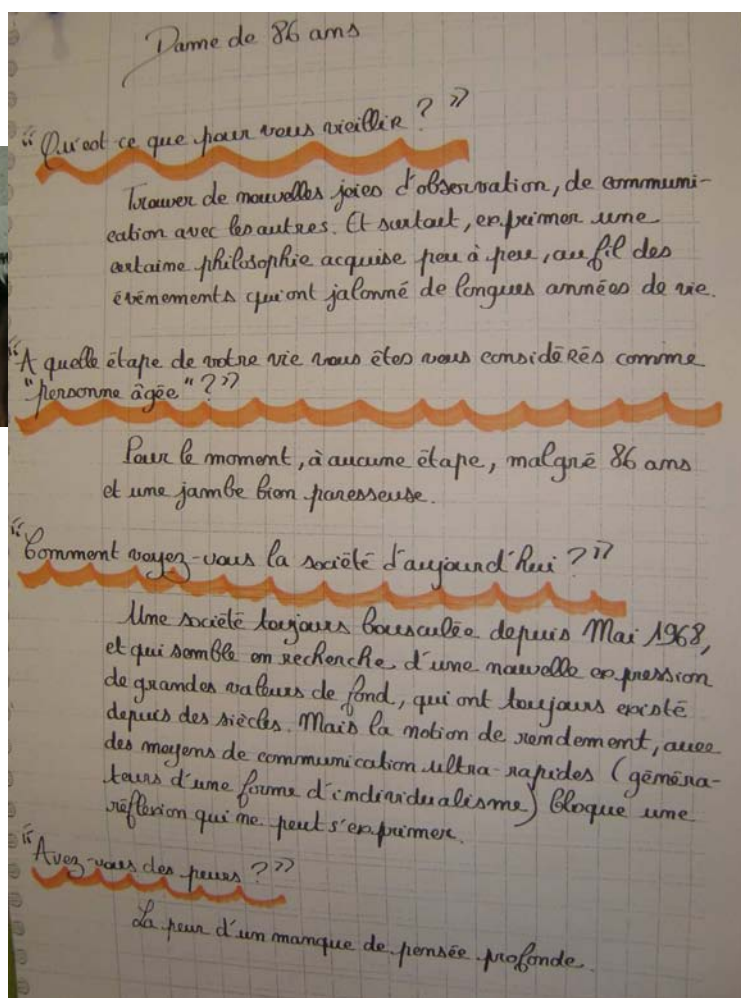 Dame de 86 ans
"Qu'est-ce que pour vous vieillir ?"
Trouver de nouvelles joies d'observation, de communi-
cation avec les autres. Et surtout, exprimer une
certaine philosophie acquise peu à peu, au fil des
évènements qui ont jalonné de longues années de vie.
"A quelle étape de votre vie vous êtes vous considérés comme
"personne âgée" ?"
Pour le moment, à aucune étape, malgré 86 ans
et une jambe bien paresseuse.
"Comment voyez-vous la société d'aujourd'hui ?"
Une société toujours bousculée depuis Mai 1968,
et qui semble en recherche d'une nouvelle expression
de grandes valeurs de fond, qui ont toujours existé
depuis des siècles. Mais la notion de rendement, avec
des moyens de communication ultra-rapides (généra-
teurs d'une forme d'individualisme) bloque une
réflexion qui ne peut s'exprimer.
"Avez-vous des peurs ?"
La peur d'un manque de pensée profonde.